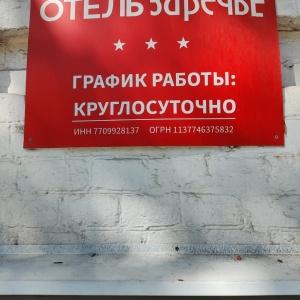 ОТЕЛЬ Заречье
ГРАФИК РАБОТЫ:
КРУГЛОСУТОЧНО
ИНН 7709928137 ОГРН 1137746375832